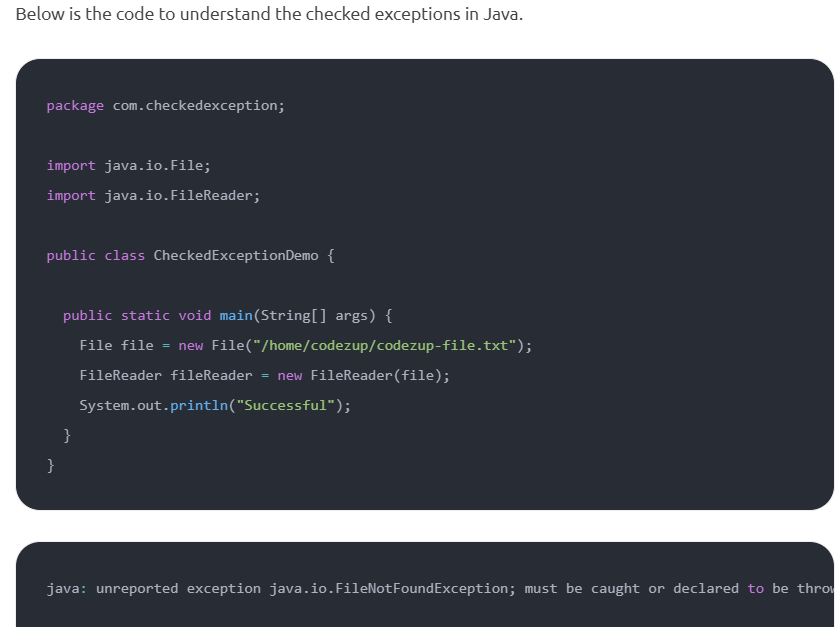 Below is the code to understand the checked exceptions in Java.
package com.checkedexception;
import java.io.File;
import java.io.FileReader;
public class CheckedExceptionDemo {
public static void main(String[] args) {
File file = new File("/home/codezup/codezup-file.txt");
FileReader fileReader = new FileReader(file);
System.out.println("Successful");
}
}
java: unreported exception java.io.FileNotFoundException; must be caught or declared to be